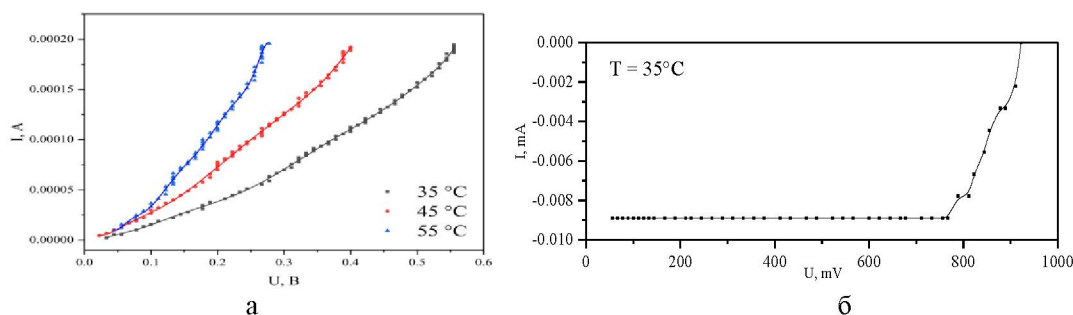 0.00020
0.00015
0.00010
0.00005
0.00000
I, A
35 °C
45 °C
55 °C
0.0 0.1 0.2 0.3 0.4 0.5 0.6
U, В
а
0.000
-0.002
-0.004
-0.006
-0.008
-0.010
I, mA
T = 35°C
0 200 400 600 800 1000
U, mV
б